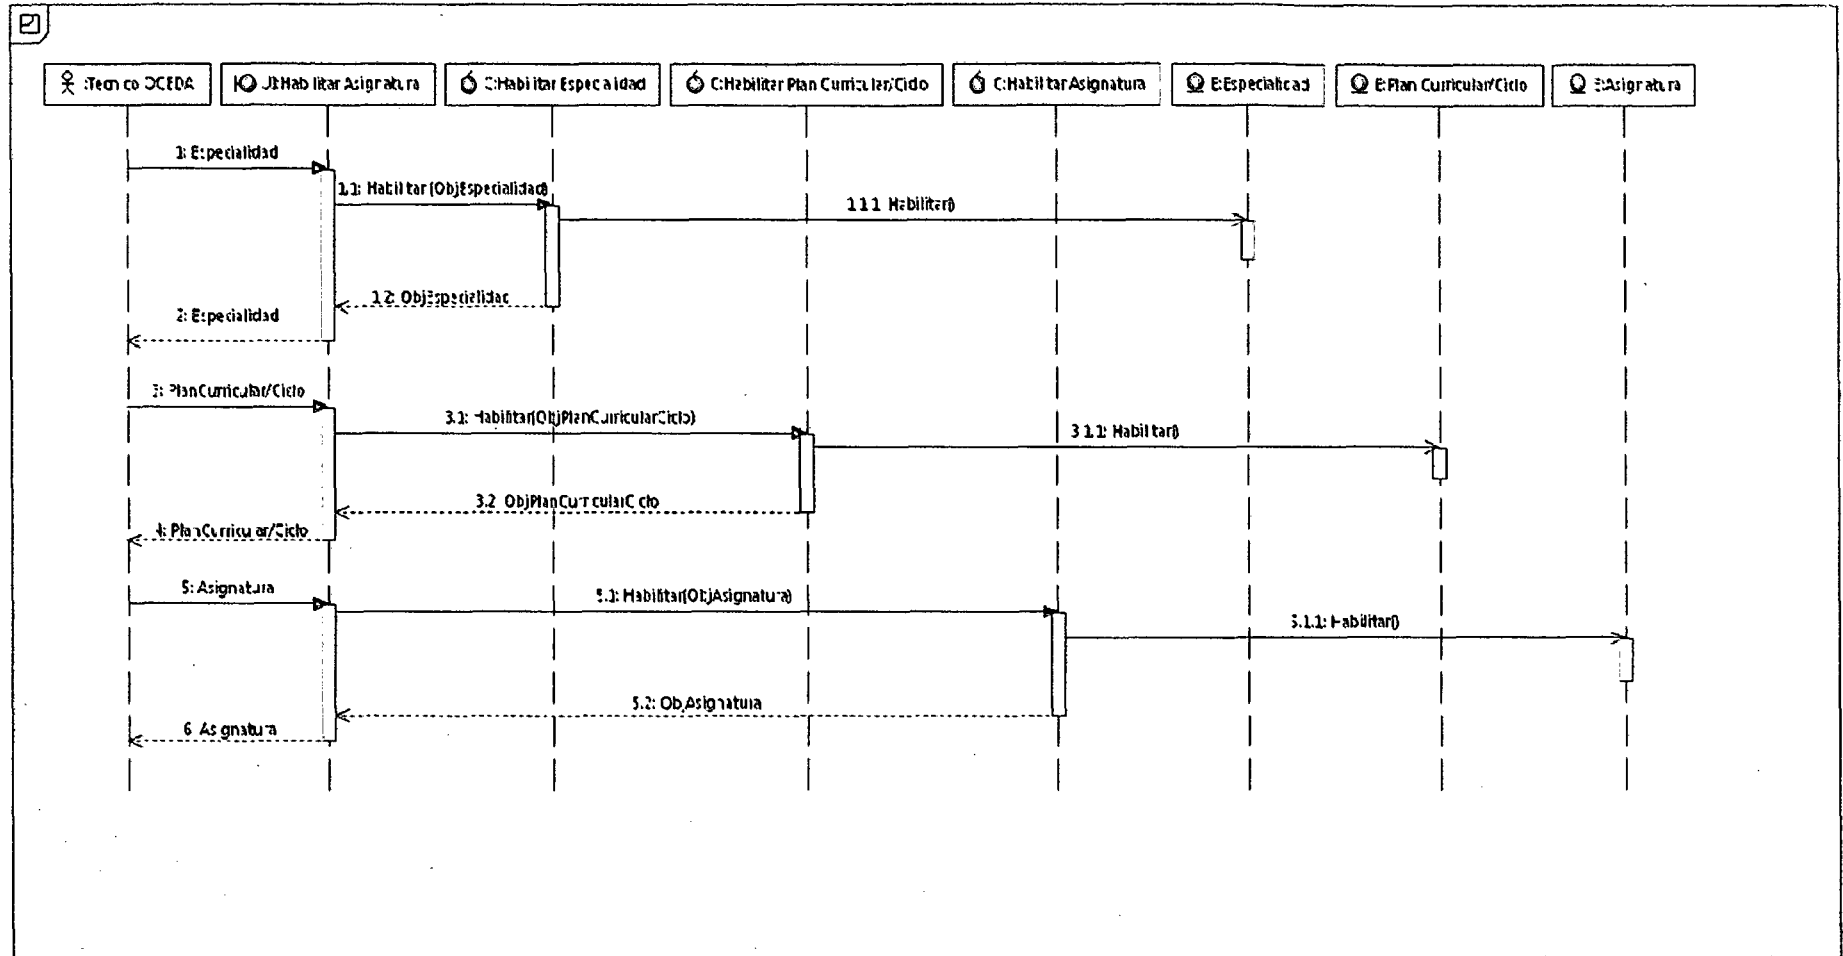 :Tecnico OCEDA
UI:Habilitar Asignatura
C:Habilitar Especialidad
C:Habilitar Plan Curricular/Ciclo
C:Habilitar Asignatura
E:Especialidad
E:Plan Curricular/Ciclo
E:Asignatura
1: Especialidad
1.1: Habilitar(ObjEspecialidad)
1.1.1: Habilitar()
1.2: ObjEspecialidad
2: Especialidad
3: PlanCurricular/Ciclo
3.1: Habilitar(ObjPlanCurricularCiclo)
3.1.1: Habilitar()
3.2: ObjPlanCurricularCiclo
4: PlanCurricular/Ciclo
5: Asignatura
5.1: Habilitar(ObjAsignatura)
5.1.1: Habilitar()
5.2: ObjAsignatura
6: Asignatura